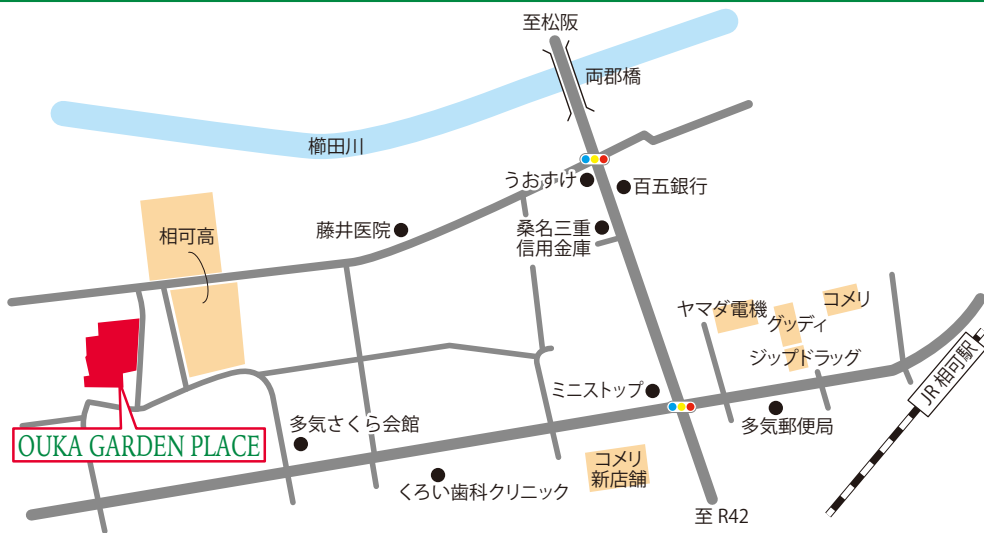 至松阪
両郡橋
櫛田川
うおすけ
百五銀行
藤井医院
桑名三重
信用金庫
相可高
ヤマダ電機
コメリ
グッディ
ジップドラッグ
JR 相可駅
ミニストップ
多気郵便局
多気さくら会館
OUKA GARDEN PLACE
コメリ
新店舗
くろい歯科クリニック
至 R42